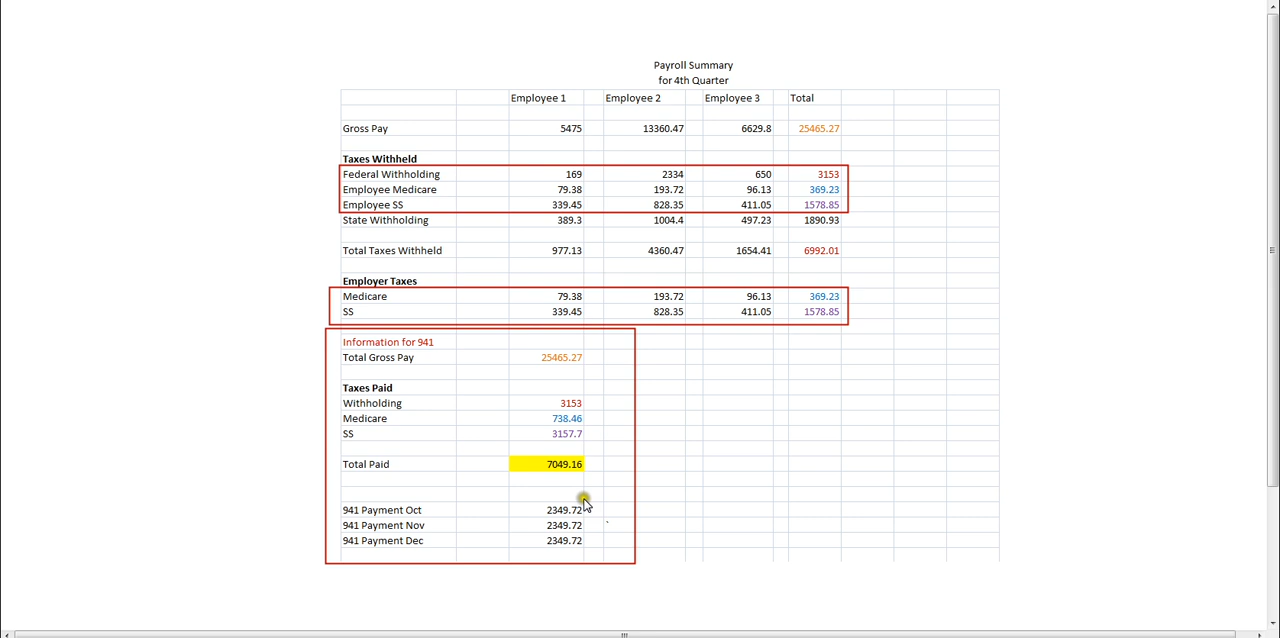 Payroll Summary
for 4th Quarter
Employee 1 Employee 2 Employee 3 Total
Gross Pay 5475 13360.47 6629.8 25465.27
Taxes Withheld
Federal Withholding 169 2334 650 3153
Employee Medicare 79.38 193.72 96.13 369.23
Employee SS 339.45 828.35 411.05 1578.85
State Withholding 389.3 1004.4 497.23 1890.93
Total Taxes Withheld 977.13 4360.47 1654.41 6992.01
Employer Taxes
Medicare 79.38 193.72 96.13 369.23
SS 339.45 828.35 411.05 1578.85
Information for 941
Total Gross Pay 25465.27
Taxes Paid
Withholding 3153
Medicare 738.46
SS 3157.7
Total Paid 7049.16
941 Payment Oct 2349.72
941 Payment Nov 2349.72
941 Payment Dec 2349.72